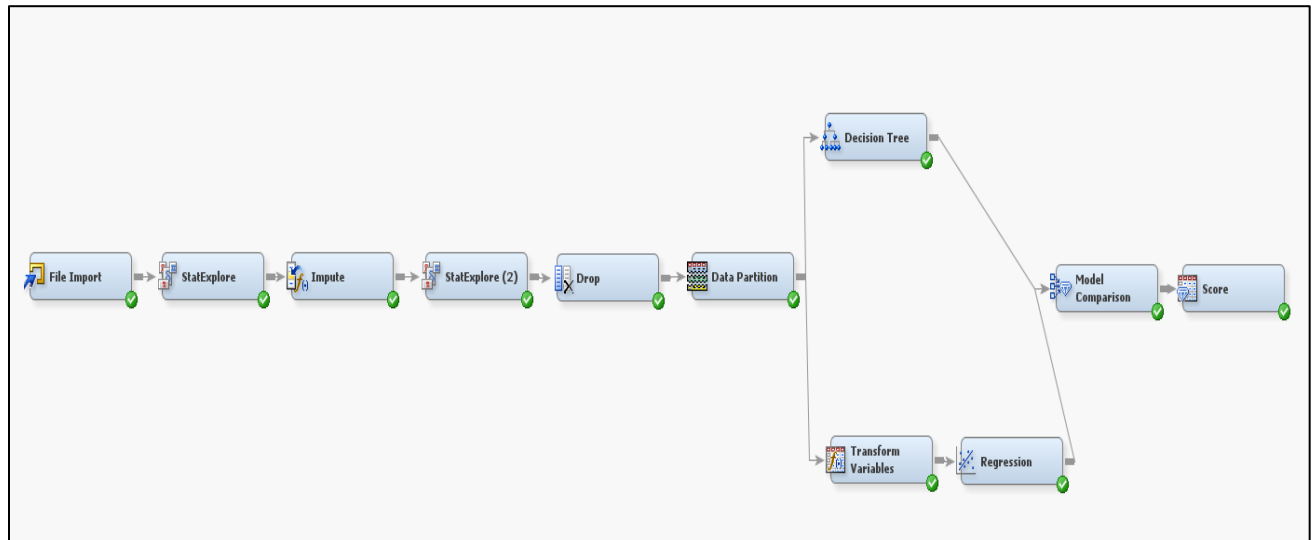 File Import
StatExplore
Impute
StatExplore (2)
Drop
Data Partition
Decision Tree
Transform
Variables
Regression
Model
Comparison
Score